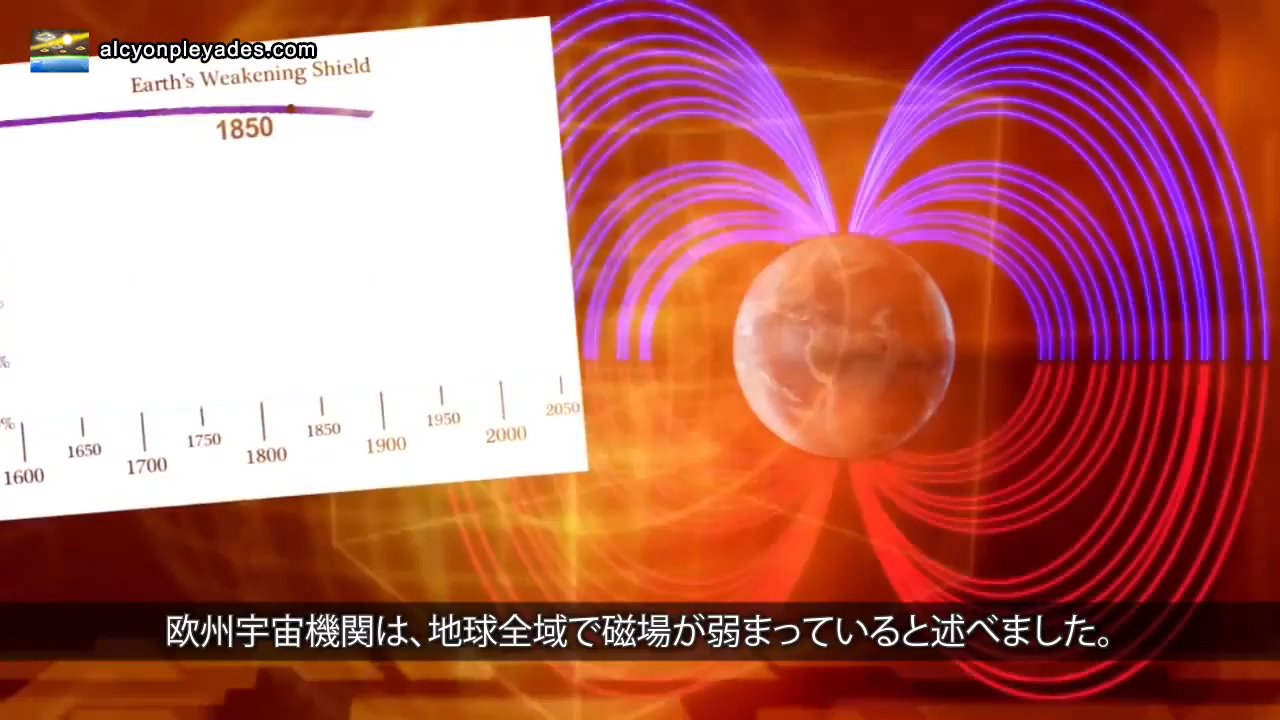 alcyonpleyades.com
Earth's Weakening Shield
1850
%
%
%
1600 1650 1700 1750 1800 1850 1900 1950 2000 2050
欧州宇宙機関は、地球全域で磁場が弱まっていると述べました。